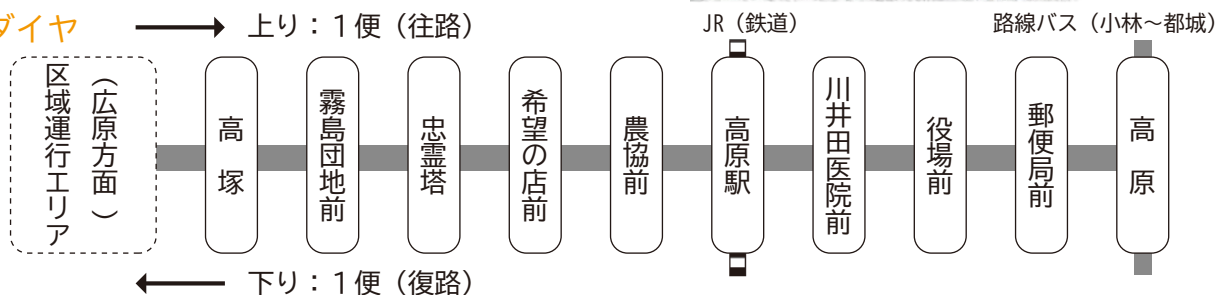 ダイヤ
上り：１便（往路）
JR（鉄道）
路線バス（小林～都城）
区域運行エリア
（広原方面）
高塚
霧島団地前
忠霊塔
希望の店前
農協前
高原駅
川井田医院前
役場前
郵便局前
高原
下り：１便（復路）